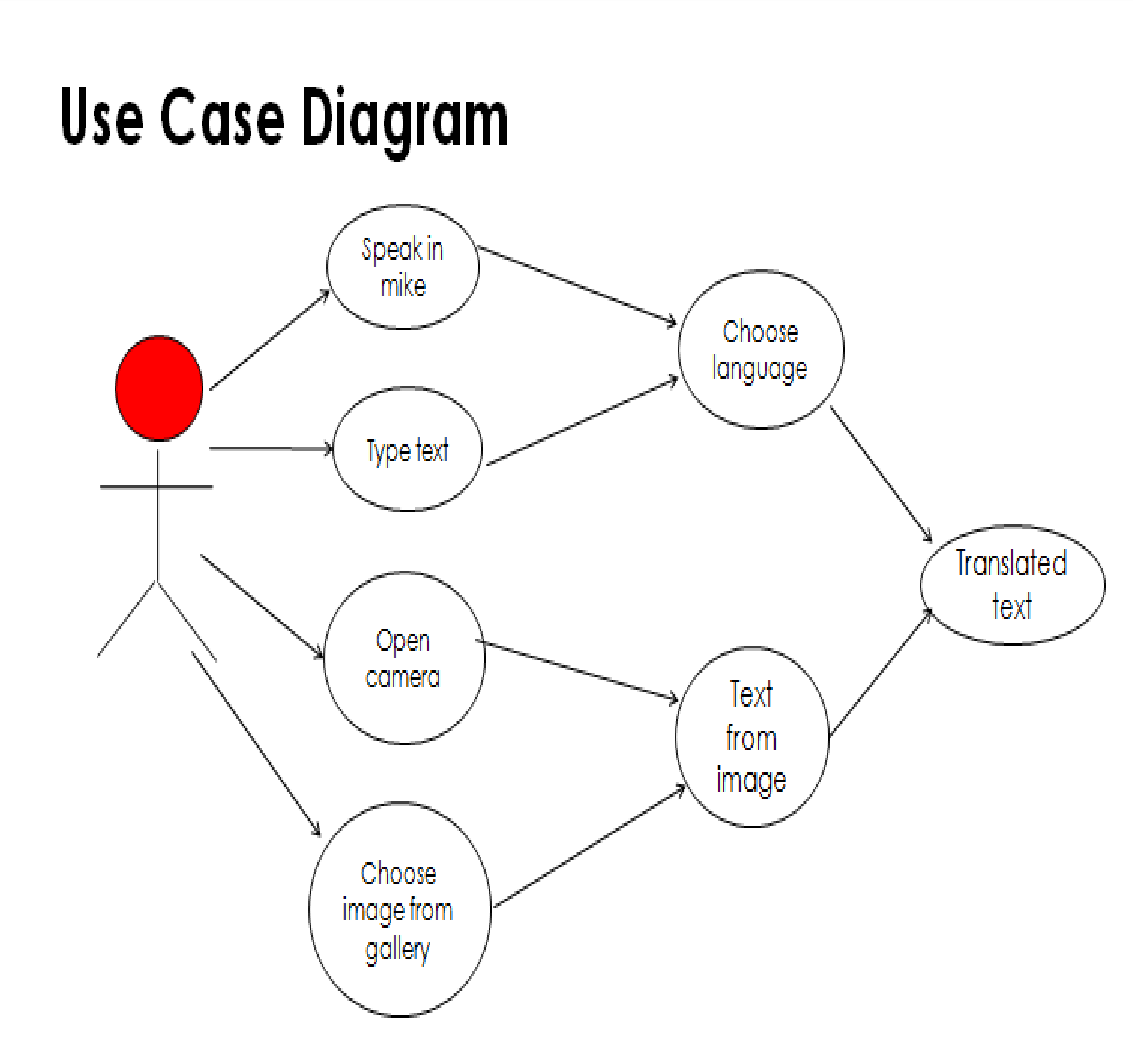 Use Case Diagram
Speak in
mike
Choose
language
Type text
Translated
text
Open
camera
Text
from
image
Choose
image from
gallery